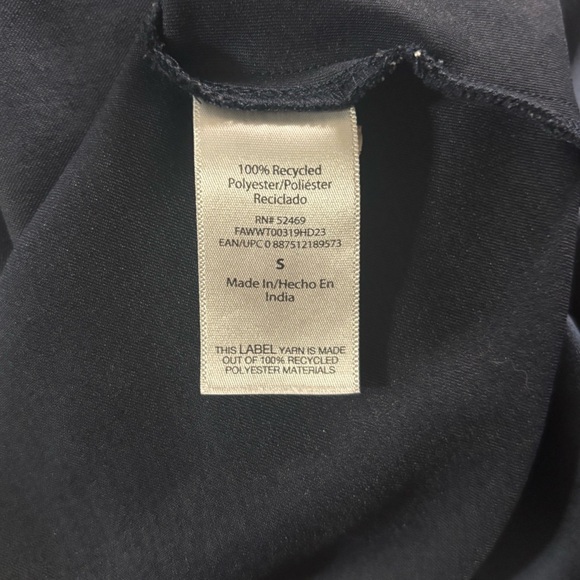 100% Recycled
Polyester/Poliéster
Reciclado
RN# 52469
FAWWT00319HD23
EAN/UPC 0 887512189573
S
Made In/Hecho En
India
THIS LABEL YARN IS MADE
OUT OF 100% RECYCLED
POLYESTER MATERIALS